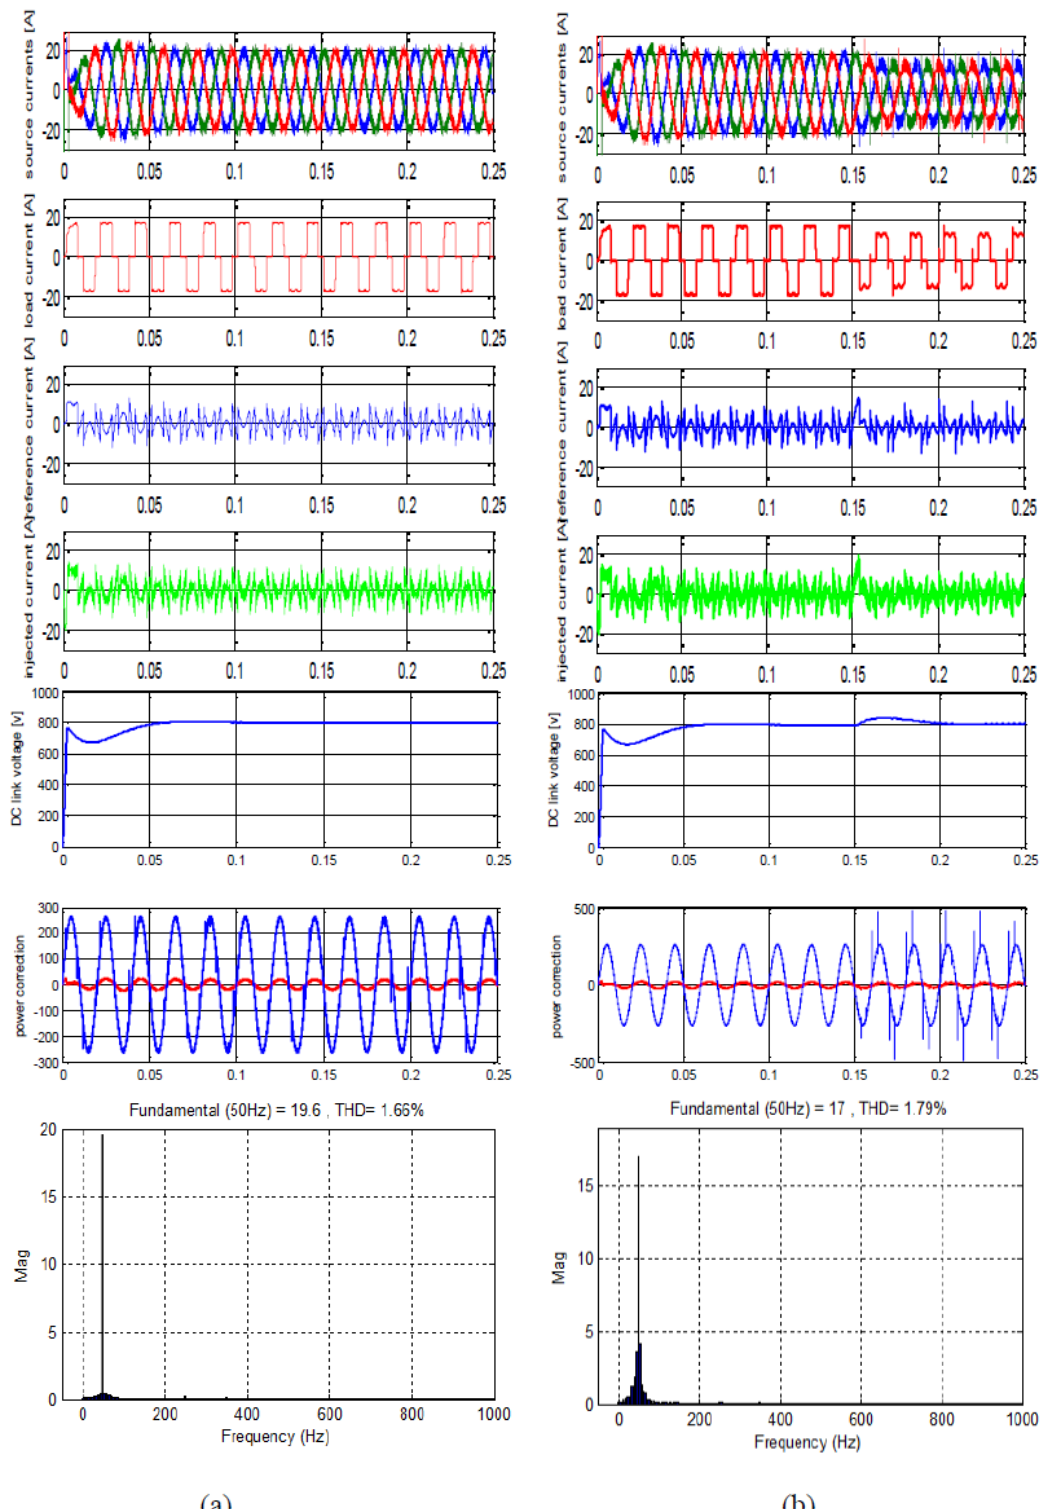 source currents [A]
20
0
-20
0 0.05 0.1 0.15 0.2 0.25
load current [A]
20
0
-20
0 0.05 0.1 0.15 0.2 0.25
reference current [A]
20
0
-20
0 0.05 0.1 0.15 0.2 0.25
injected current [A]
20
0
-20
0 0.05 0.1 0.15 0.2 0.25
DC link voltage [v]
1000
800
600
400
200
0
0 0.05 0.1 0.15 0.2 0.25
power correction
300
200
100
0
-100
-200
-300
0 0.05 0.1 0.15 0.2 0.25
Fundamental (50Hz) = 19.6 , THD= 1.66%
Mag
20
15
10
5
0
0 200 400 600 800 1000
Frequency (Hz)
(a)
source currents [A]
20
0
-20
0 0.05 0.1 0.15 0.2 0.25
load current [A]
20
0
-20
0 0.05 0.1 0.15 0.2 0.25
reference current [A]
20
0
-20
0 0.05 0.1 0.15 0.2 0.25
injected current [A]
20
0
-20
0 0.05 0.1 0.15 0.2 0.25
DC link voltage [v]
1000
800
600
400
200
0
0 0.05 0.1 0.15 0.2 0.25
power correction
500
0
-500
0 0.05 0.1 0.15 0.2 0.25
Fundamental (50Hz) = 17 , THD= 1.79%
Mag
15
10
5
0
0 200 400 600 800 1000
Frequency (Hz)
(b)